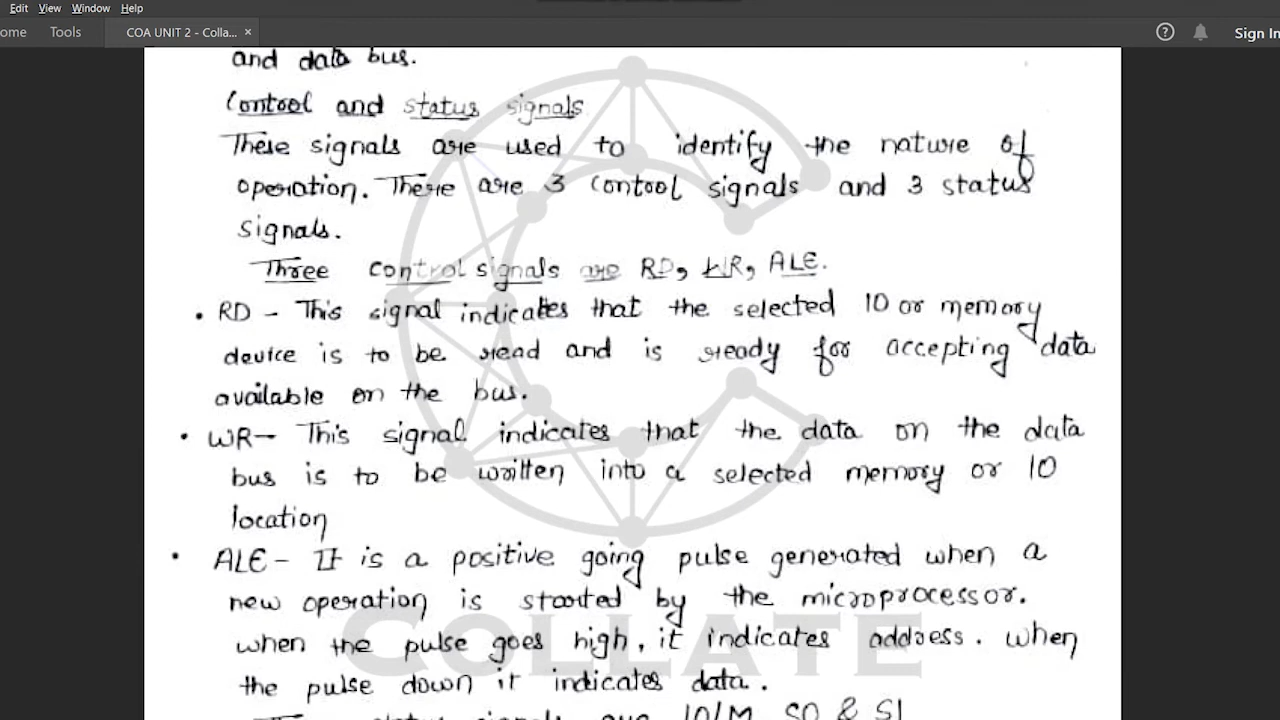 Edit View Window Help
ome Tools COA UNIT 2 - Colla... × ? Sign In
and data bus.
Control and status signals
These signals are used to identify the nature of
operation. There are 3 control signals and 3 status
signals.
Three control signals are RD, WR, ALE.
• RD - This signal indicates that the selected IO or memory
device is to be read and is ready for accepting data
available on the bus.
• WR - This signal indicates that the data on the data
bus is to be written into a selected memory or IO
location
• ALE - It is a positive going pulse generated when a
new operation is started by the microprocessor.
when the pulse goes high, it indicates address. when
the pulse down it indicates data.
COLLATE
status signals are IO/M, S0 & S1